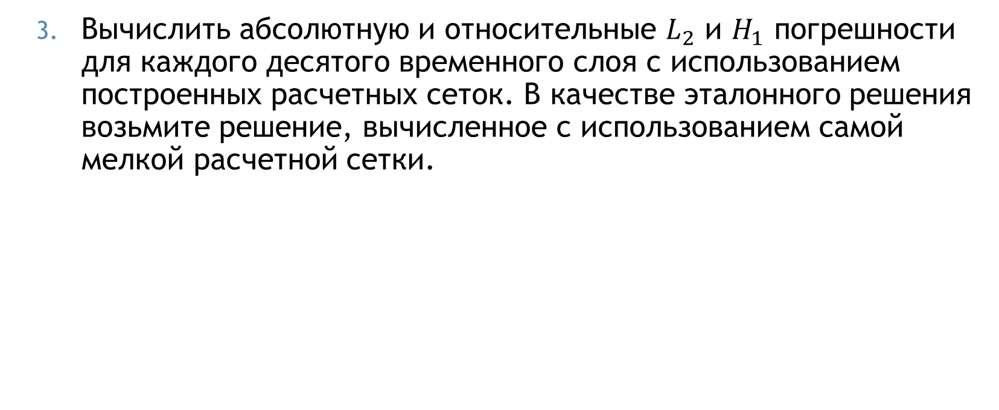 3. Вычислить абсолютную и относительные L₂ и H₁ погрешности
для каждого десятого временного слоя с использованием
построенных расчетных сеток. В качестве эталонного решения
возьмите решение, вычисленное с использованием самой
мелкой расчетной сетки.